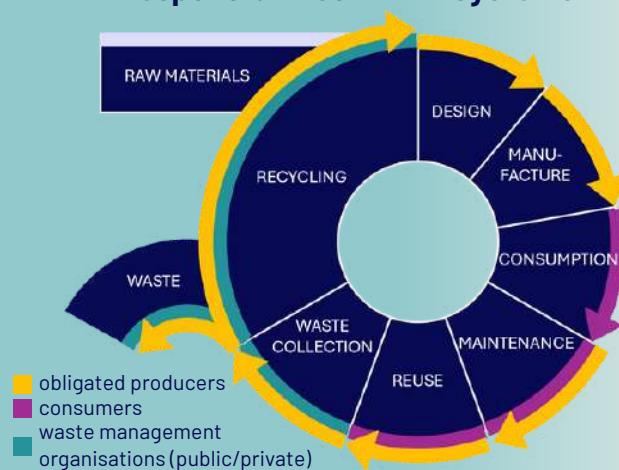 RAW MATERIALS
DESIGN
MANU-
FACTURE
RECYCLING
CONSUMPTION
WASTE
WASTE
COLLECTION
MAINTENANCE
REUSE
obligated producers
consumers
waste management
organisations (public/private)